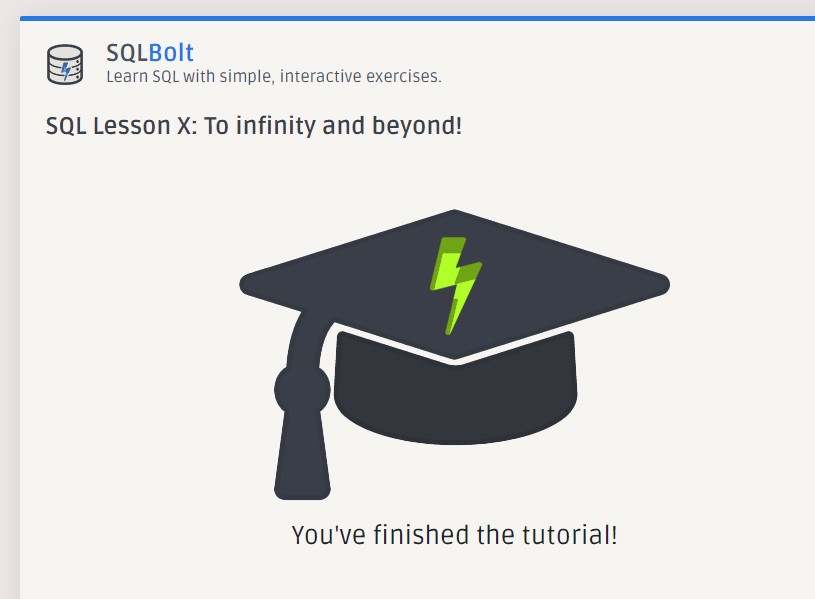 SQLBolt
Learn SQL with simple, interactive exercises.
SQL Lesson X: To infinity and beyond!
You've finished the tutorial!